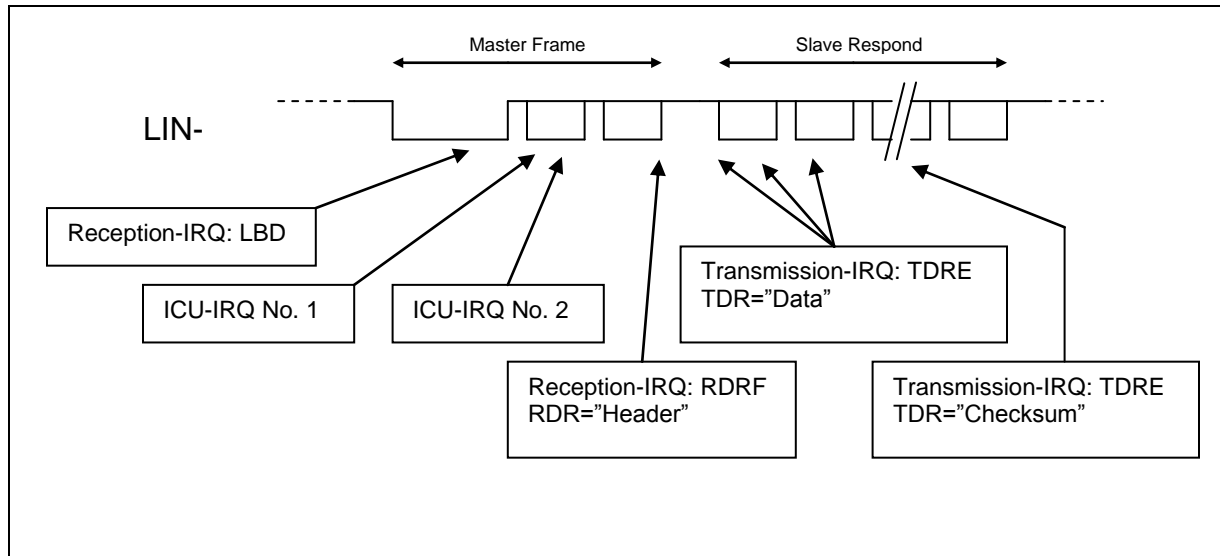 Master Frame
Slave Respond
LIN-
Reception-IRQ: LBD
ICU-IRQ No. 1
ICU-IRQ No. 2
Transmission-IRQ: TDRE
TDR=”Data”
Reception-IRQ: RDRF
RDR=”Header”
Transmission-IRQ: TDRE
TDR=”Checksum”